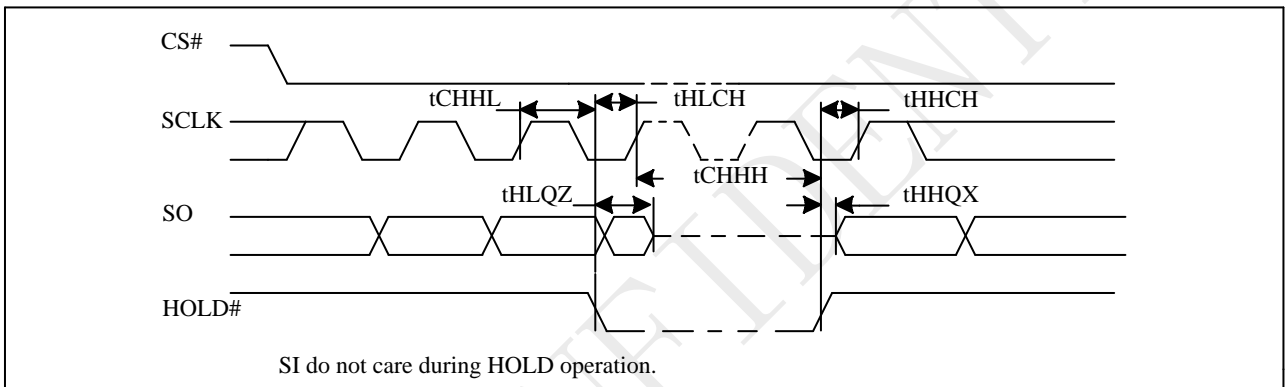 CS#
tCHHL
tHLCH
tHHCH
SCLK
tCHHH
tHLQZ
tHHQX
SO
HOLD#
SI do not care during HOLD operation.